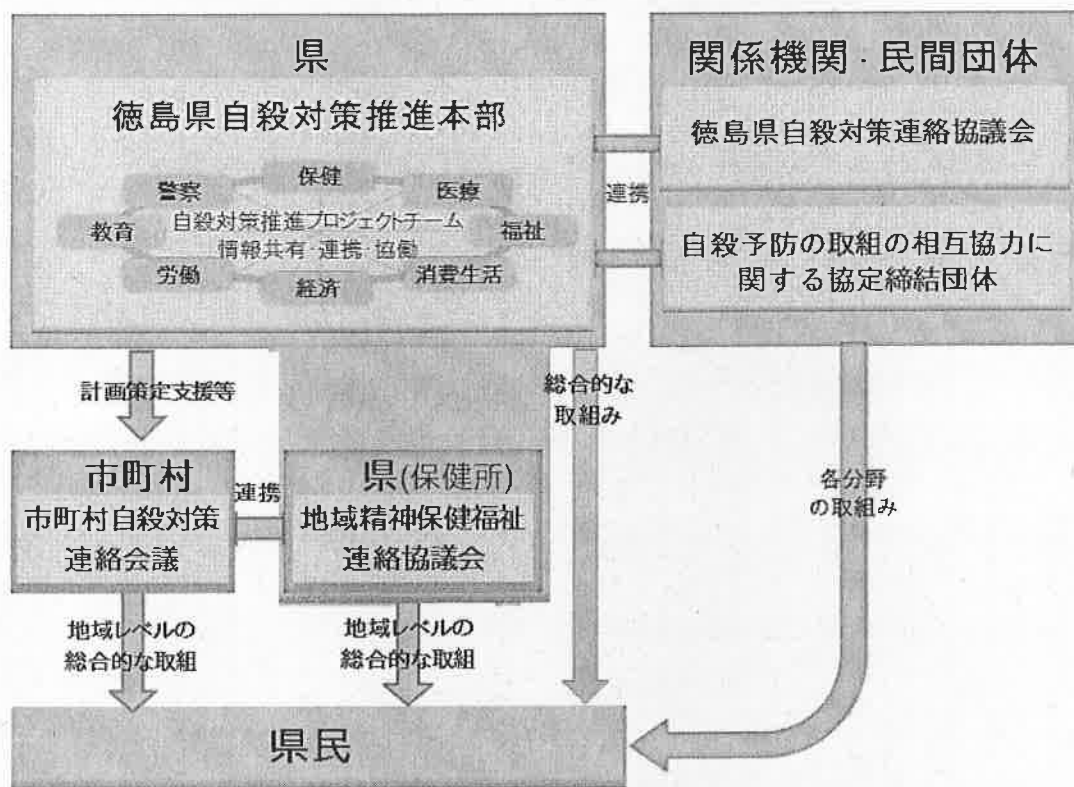 県
徳島県自殺対策推進本部
保健
警察
医療
教育
自殺対策推進プロジェクトチーム
情報共有・連携・協働
福祉
労働
経済
消費生活
連携
関係機関・民間団体
徳島県自殺対策連絡協議会
自殺予防の取組の相互協力に
関する協定締結団体
計画策定支援等
総合的な
取組み
各分野
の取組み
市町村
市町村自殺対策
連絡会議
連携
県(保健所)
地域精神保健福祉
連絡協議会
地域レベルの
総合的な取組
地域レベルの
総合的な取組
県民